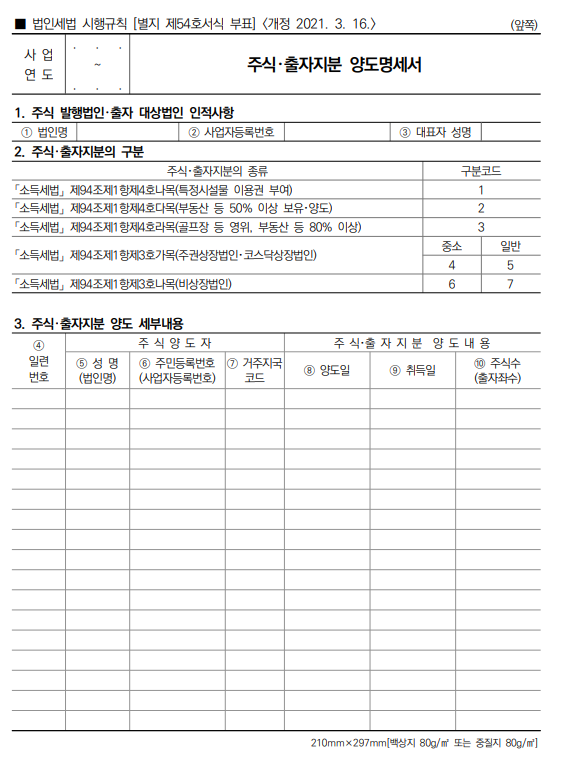 ■ 법인세법 시행규칙 [별지 제54호서식 부표] <개정 2021. 3. 16.> (앞쪽)
사 업
연 도
. . .
~
. . .
주식·출자지분 양도명세서
1. 주식 발행법인·출자 대상법인 인적사항
① 법인명 ② 사업자등록번호 ③ 대표자 성명
2. 주식·출자지분의 구분
주식·출자지분의 종류 구분코드
「소득세법」 제94조제1항제4호나목(특정시설물 이용권 부여) 1
「소득세법」 제94조제1항제4호다목(부동산 등 50% 이상 보유·양도) 2
「소득세법」 제94조제1항제4호라목(골프장 등 영위, 부동산 등 80% 이상) 3
「소득세법」 제94조제1항제3호가목(주권상장법인·코스닥상장법인)
중소 일반
4 5
「소득세법」 제94조제1항제3호나목(비상장법인) 6 7
3. 주식·출자지분 양도 세부내용
④
일련
번호
주 식 양 도 자
주 식·출 자 지 분 양 도 내 용
⑤ 성 명
(법인명)
⑥ 주민등록번호
(사업자등록번호)
⑦ 거주지국
코드
⑧ 양도일
⑨ 취득일
⑩ 주식수
(출자좌수)
210mm×297mm[백상지 80g/㎡ 또는 중질지 80g/㎡]